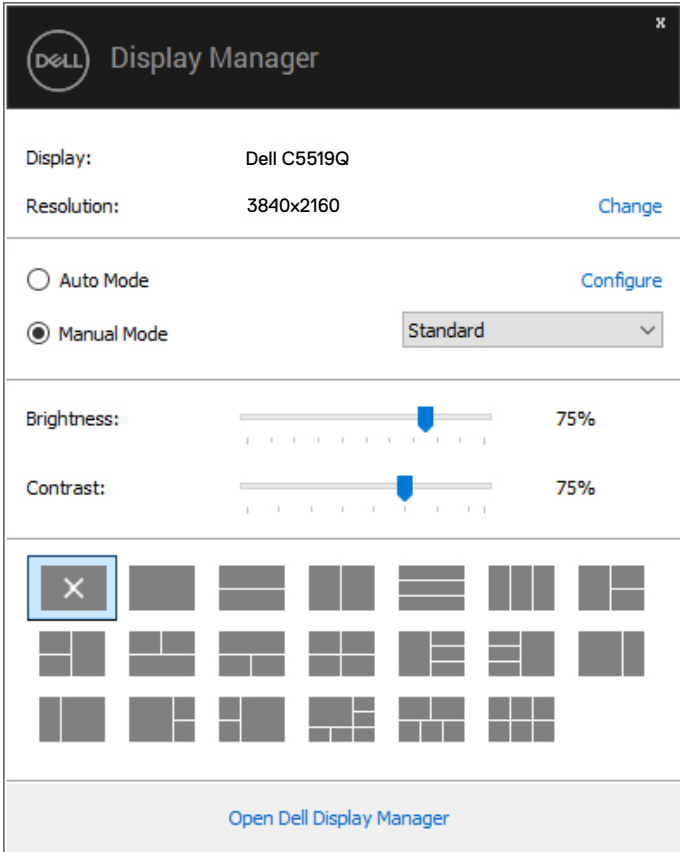 x
DELL Display Manager
Display: Dell C5519Q
Resolution: 3840x2160 Change
Auto Mode Configure
Manual Mode Standard
Brightness: 75%
Contrast: 75%
Open Dell Display Manager